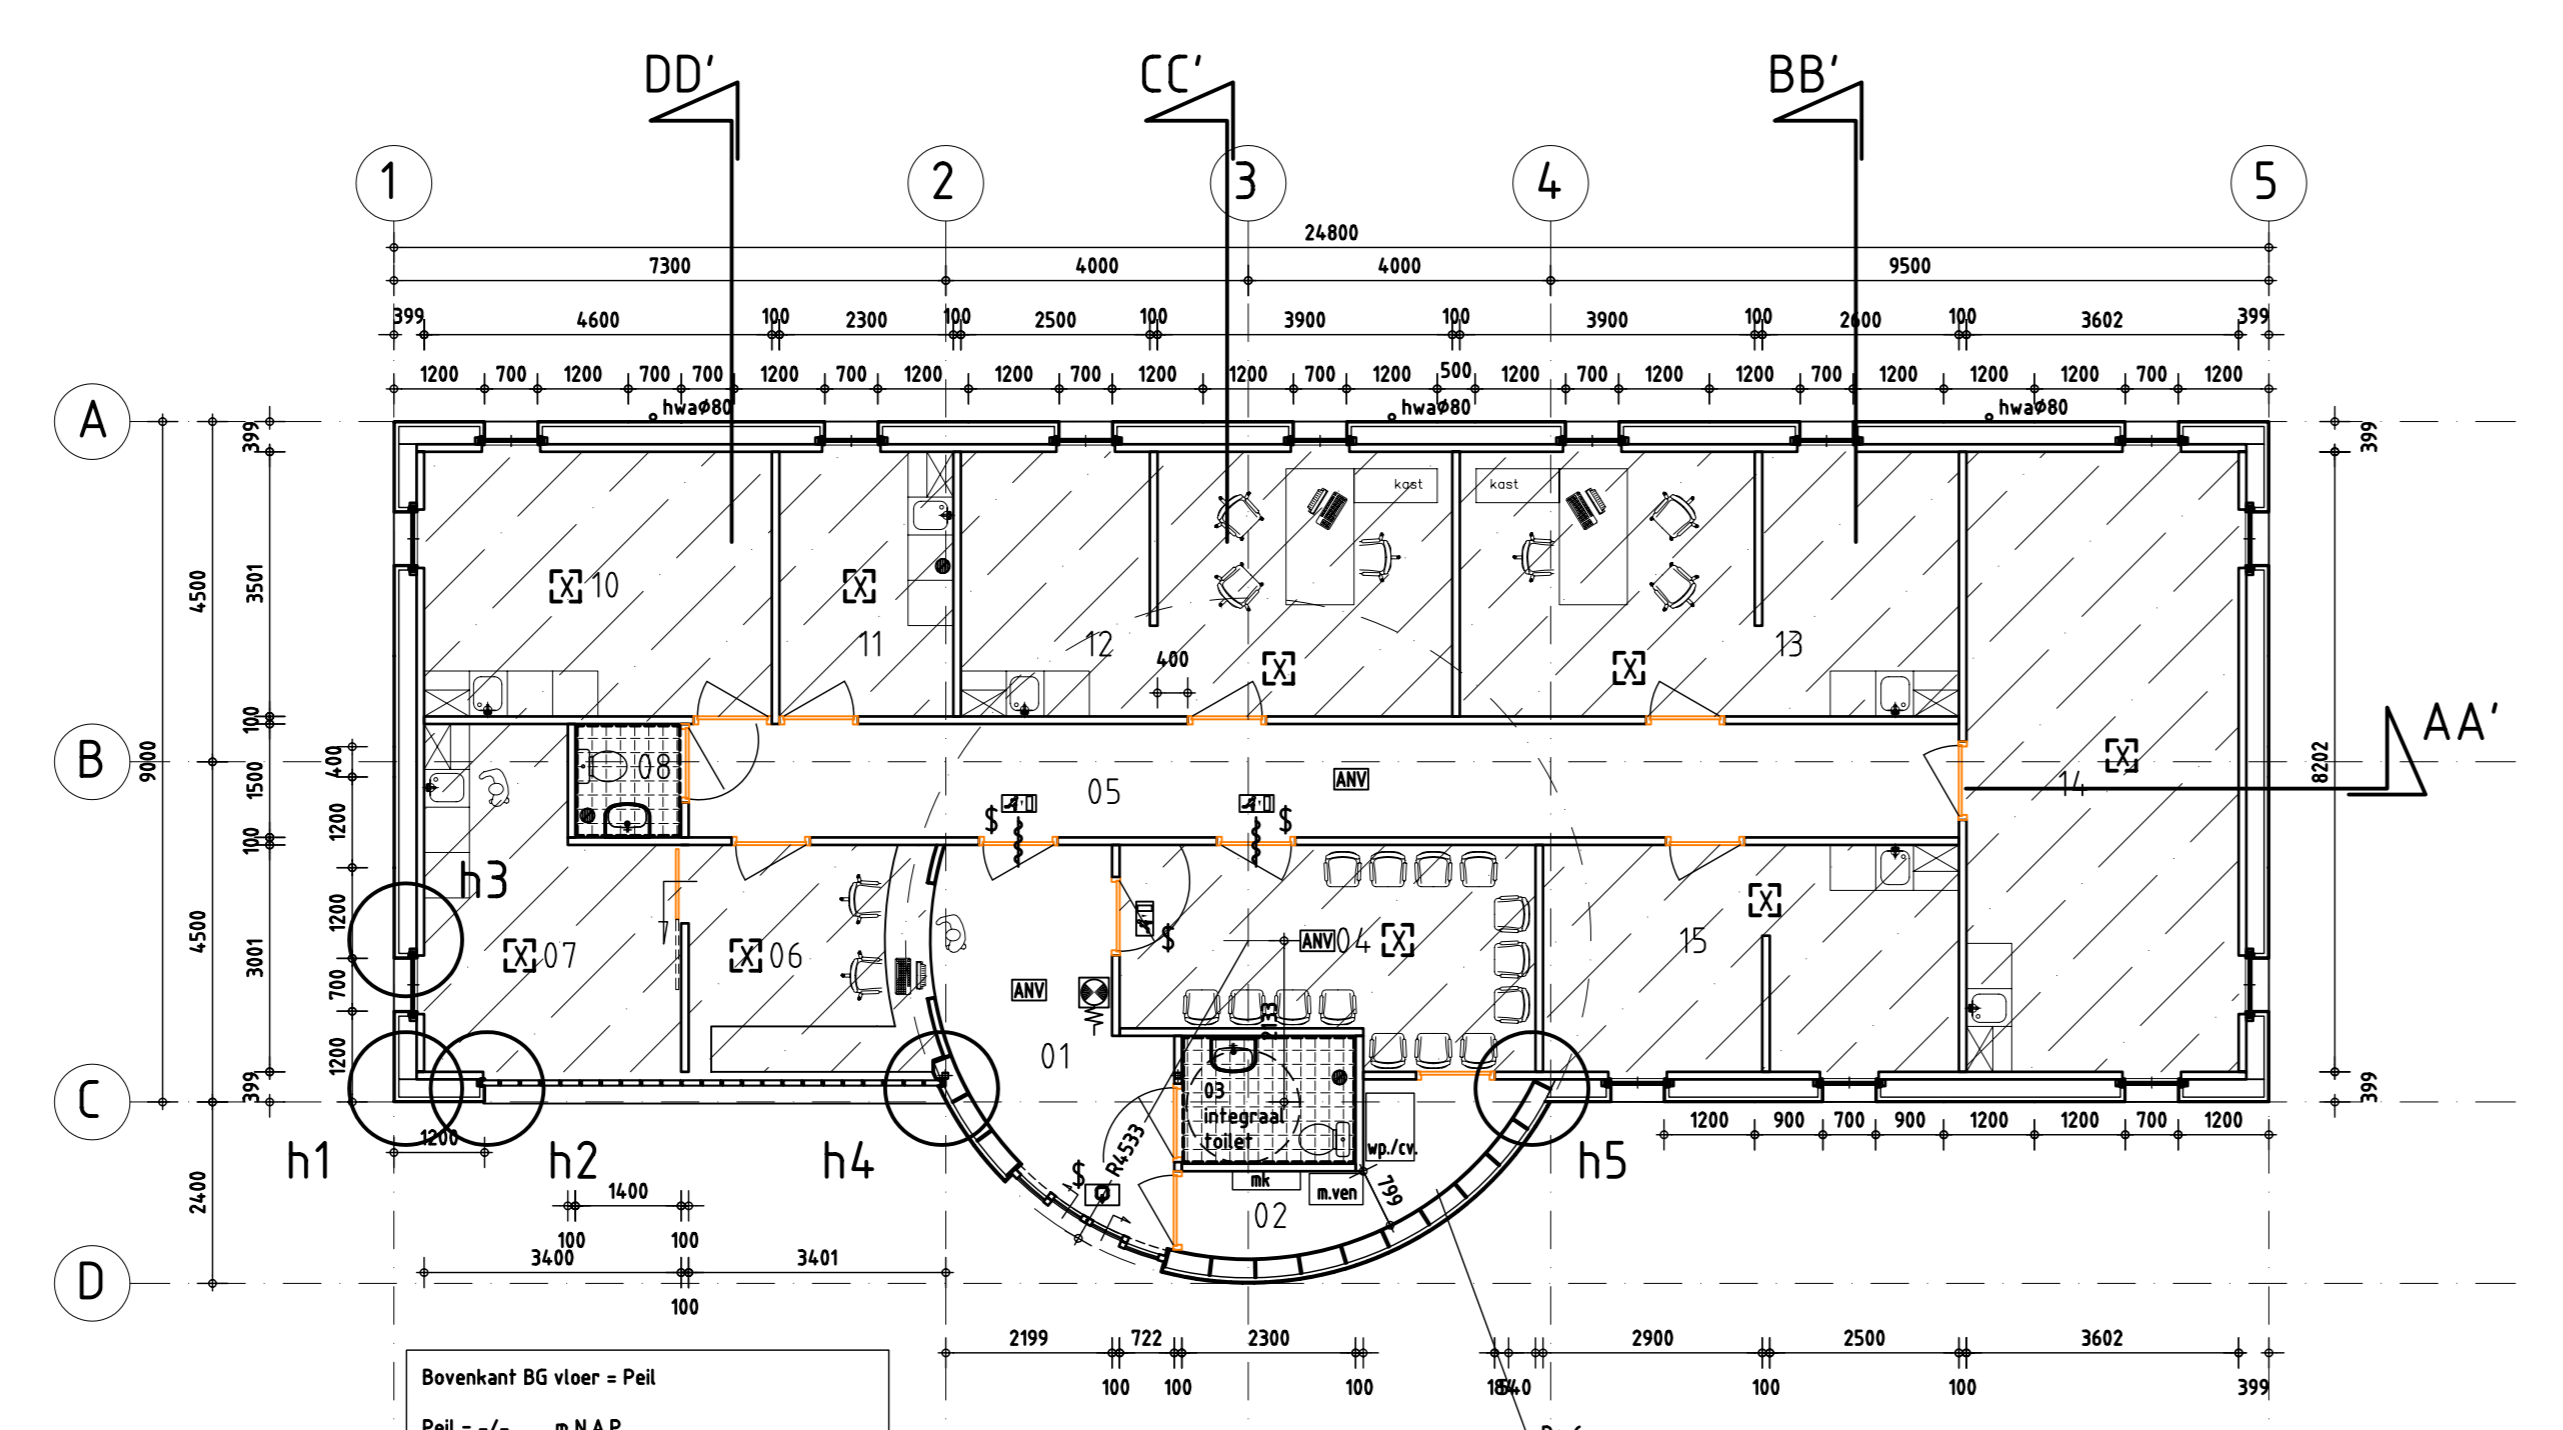 DD' CC' BB'
1 2 3 4 5
24800
7300 4000 4000 9500
399 4600 100 2300 100 2500 100 3900 100 3900 100 2600 100 3602 399
1200 700 1200 700 700 1200 700 1200 1200 700 1200 1200 700 1200 500 1200 700 1200 1200 700 1200 1200 1200 700 1200
hwaø80 hwaø80 hwaø80
A
399 399
kast kast
4500 3501
X 10 X 11 12 X X 13
400
100
B
9000 400 1500 1200 100
08 05 ANV X 14 8202
AA'
$ $
h3
4500 1200 3001 700 1200 399
X 07 X 06 ANV $ ANV 04 X X 15
2133
01
C
399
03
integraal
toilet
wp./cv.
1200 900 700 900 1200 1200 700 1200
1200
h1 h2 h4 h5
$ R4533 mk m.ven 799
02
2400
1400
100 100
3400 3401
100
D
2199 722 2300 2900 2500 3602
100 100 100 100 100 399
Bovenkant BG vloer = Peil
Peil = -/- m N.A.P.